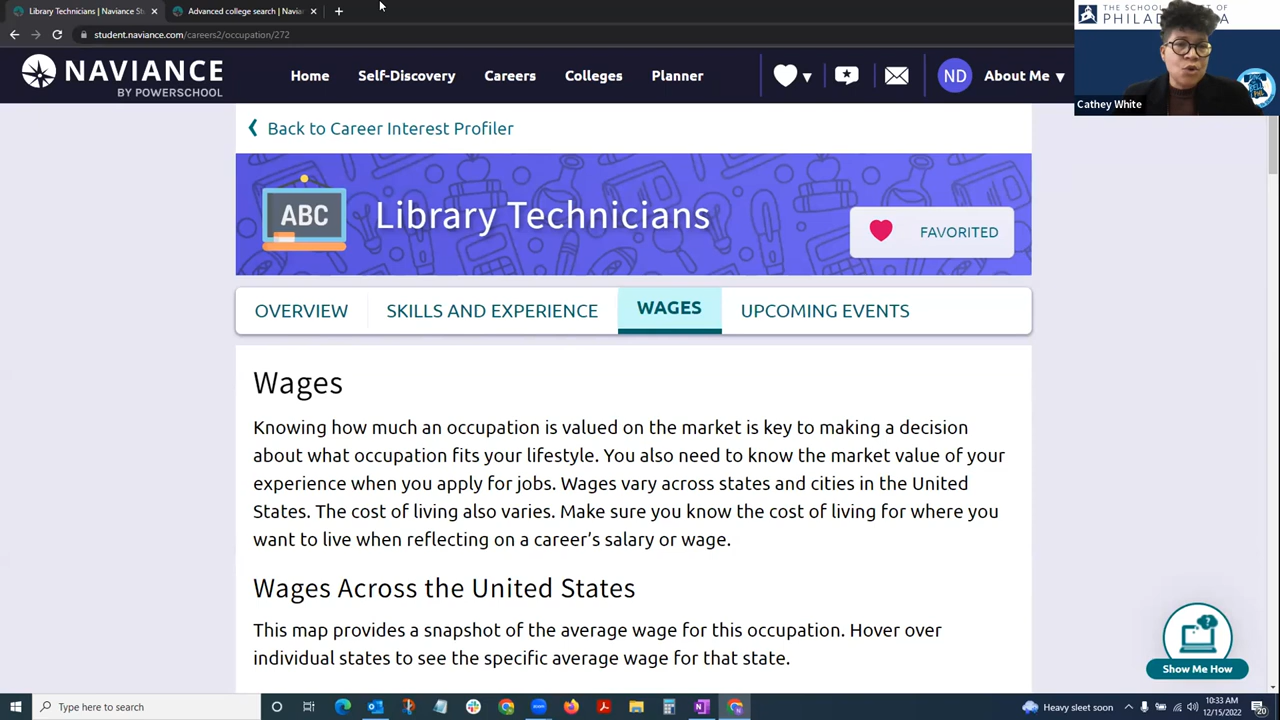 Library Technicians | Naviance St
Advanced college search | Navian
student.naviance.com/careers2/occupation/272
THE SCHOOL DISTRICT OF
PHILADELPHIA
NAVIANCE
BY POWERSCHOOL
Home
Self-Discovery
Careers
Colleges
Planner
ND
About Me
Cathey White
Back to Career Interest Profiler
ABC
Library Technicians
FAVORITED
OVERVIEW
SKILLS AND EXPERIENCE
WAGES
UPCOMING EVENTS
Wages
Knowing how much an occupation is valued on the market is key to making a decision
about what occupation fits your lifestyle. You also need to know the market value of your
experience when you apply for jobs. Wages vary across states and cities in the United
States. The cost of living also varies. Make sure you know the cost of living for where you
want to live when reflecting on a career's salary or wage.
Wages Across the United States
This map provides a snapshot of the average wage for this occupation. Hover over
individual states to see the specific average wage for that state.
Show Me How
Type here to search
Heavy sleet soon
10:33 AM
12/15/2022
20